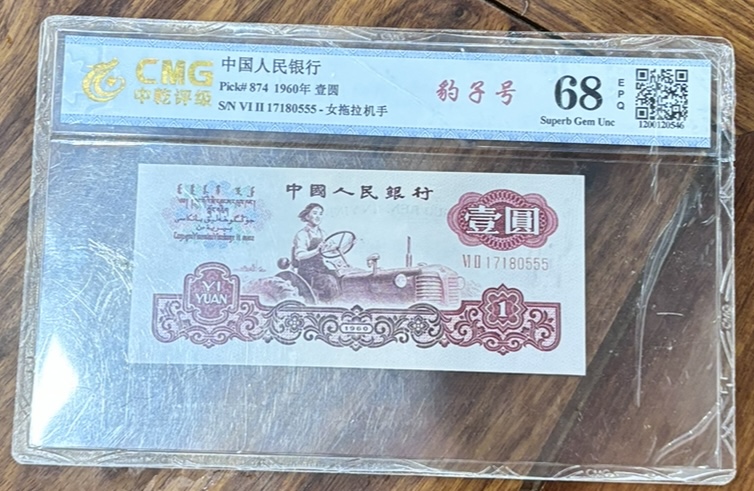 CMG
中乾评级
中国人民银行
Pick# 874 1960年 壹圆
S/N VI II 17180555 - 女拖拉机手
豹子号
68
EPQ
Superb Gem Unc
1200120546
中國人民銀行
壹圓
VI II 17180555
YI
YUAN
1960
1